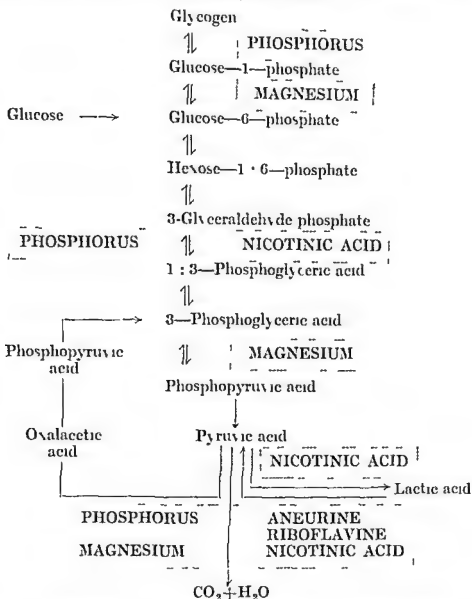 Glycogen
PHOSPHORUS
Glucose—1—phosphate
MAGNESIUM
Glucose → Glucose—6—phosphate
Hexose—1 · 6—phosphate
3-Glyceraldehyde phosphate
PHOSPHORUS NICOTINIC ACID
1 : 3—Phosphoglyceric acid
3—Phosphoglyceric acid
Phosphopyruvic
acid
MAGNESIUM
Phosphopyruvic acid
Oxalacetic
acid
Pyruvic acid
NICOTINIC ACID
Lactic acid
PHOSPHORUS
MAGNESIUM
ANEURINE
RIBOFLAVINE
NICOTINIC ACID
CO₂+H₂O